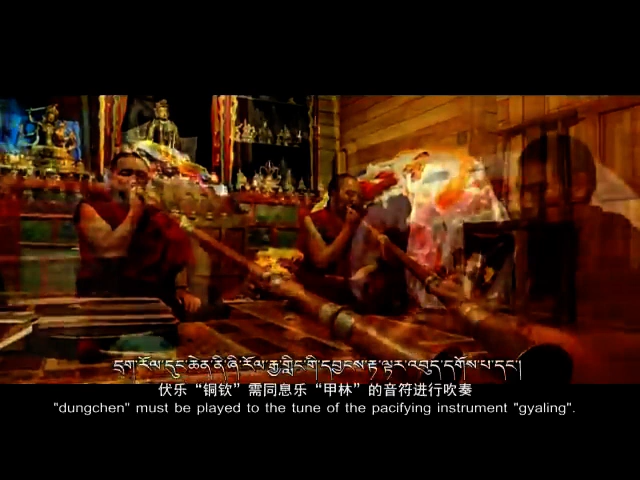 དྲག་རོལ་དུང་ཆེན་ནི་ཞི་རོལ་རྒྱ་གླིང་གི་དབྱངས་རྟ་ལྟར་འབུད་དགོས་པ་དང་།
伏乐“铜钦”需同息乐“甲林”的音符进行吹奏
"dungchen" must be played to the tune of the pacifying instrument "gyaling".